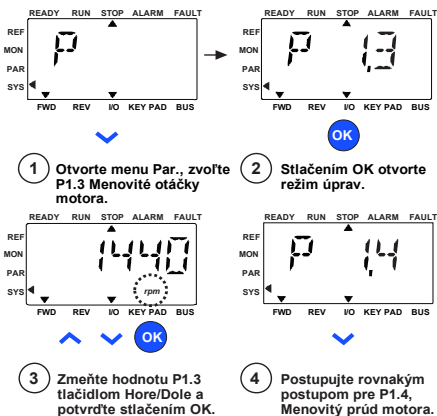 READY RUN STOP ALARM FAULT
REF
MON
PAR
SYS
P
FWD REV I/O KEY PAD BUS
READY RUN STOP ALARM FAULT
REF
MON
PAR
SYS
P 1,3
FWD REV I/O KEY PAD BUS
OK
1 Otvorte menu Par., zvoľte
P1.3 Menovité otáčky
motora.
2 Stlačením OK otvorte
režim úprav.
READY RUN STOP ALARM FAULT
REF
MON
PAR
SYS
1440
rpm
FWD REV I/O KEY PAD BUS
OK
READY RUN STOP ALARM FAULT
REF
MON
PAR
SYS
P 1,4
FWD REV I/O KEY PAD BUS
3 Zmeňte hodnotu P1.3
tlačidlom Hore/Dole a
potvrďte stlačením OK.
4 Postupujte rovnakým
postupom pre P1.4,
Menovitý prúd motora.